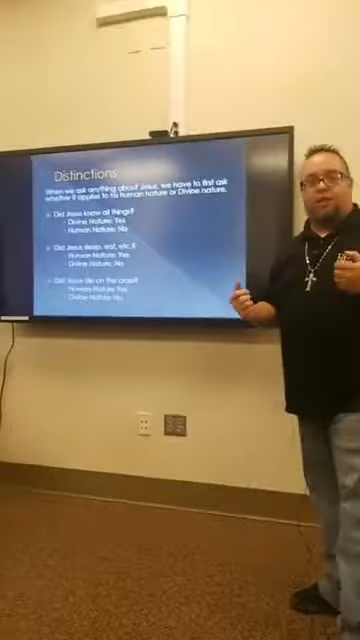 Distinctions
When we ask anything about Jesus, we have to first ask
whether it applies to his human nature or Divine nature.
Did Jesus know all things?
Divine Nature: Yes
Human Nature: No
Did Jesus sleep, eat, etc.?
Human Nature: Yes
Divine Nature: No
Did Jesus die on the cross?
Human Nature: Yes
Divine Nature: No